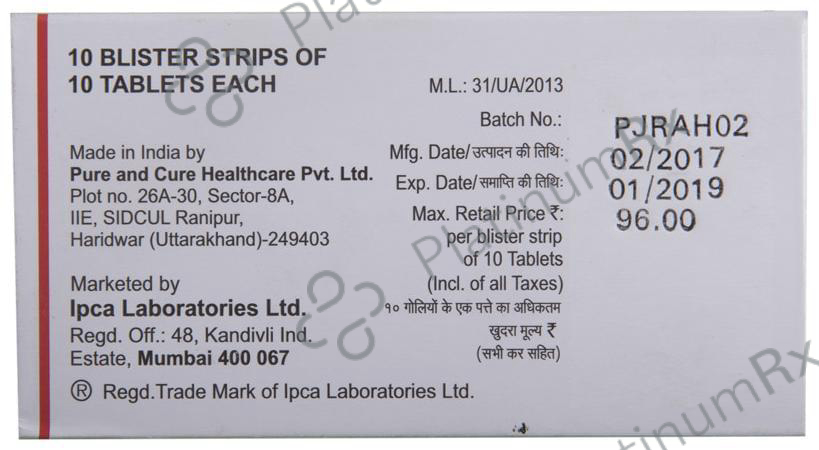 10 BLISTER STRIPS OF
10 TABLETS EACH
Made in India by
Pure and Cure Healthcare Pvt. Ltd.
Plot no. 26A-30, Sector-8A,
IIE, SIDCUL Ranipur,
Haridwar (Uttarakhand)-249403
Marketed by
Ipca Laboratories Ltd.
Regd. Off.: 48, Kandivli Ind.
Estate, Mumbai 400 067
® Regd.Trade Mark of Ipca Laboratories Ltd.
M.L.: 31/UA/2013
Batch No.: PJRAH02
Mfg. Date/उत्पादन की तिथि: 02/2017
Exp. Date/समाप्ति की तिथि: 01/2019
Max. Retail Price ₹: 96.00
per blister strip
of 10 Tablets
(Incl. of all Taxes)
१० गोलियों के एक पत्ते का अधिकतम
खुदरा मूल्य ₹
(सभी कर सहित)
PlatinumRx